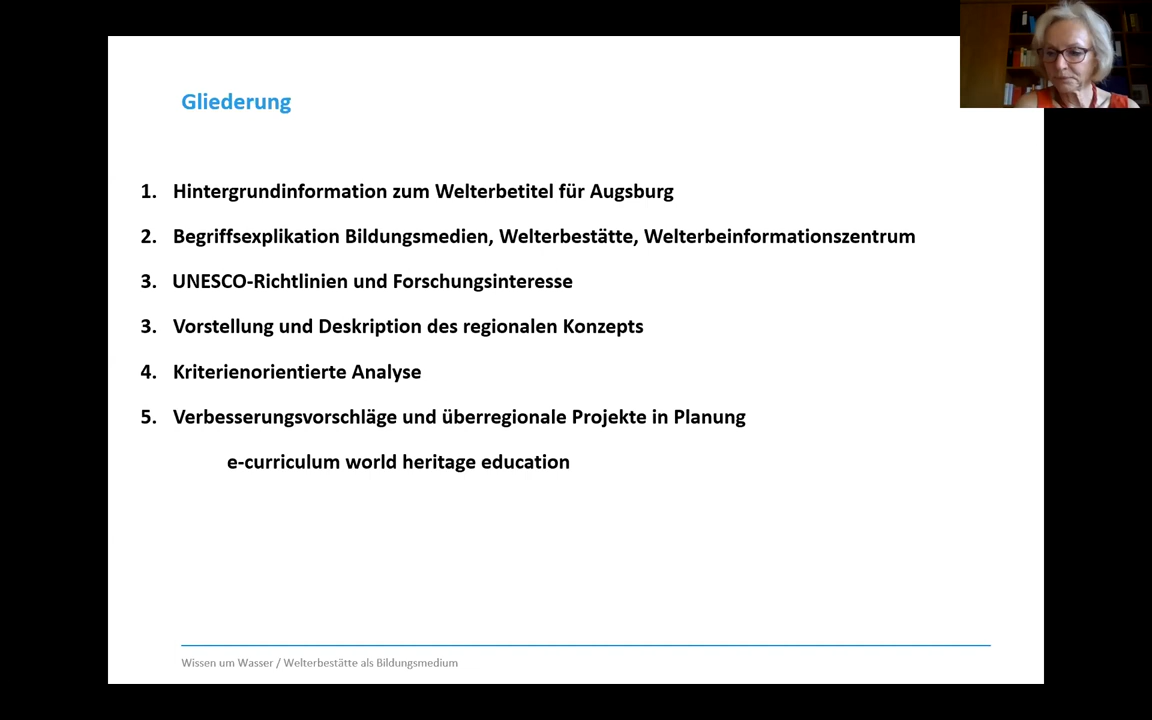 Gliederung
1. Hintergrundinformation zum Welterbetitel für Augsburg
2. Begriffsexplikation Bildungsmedien, Welterbestätte, Welterbeinformationszentrum
3. UNESCO-Richtlinien und Forschungsinteresse
3. Vorstellung und Deskription des regionalen Konzepts
4. Kriterienorientierte Analyse
5. Verbesserungsvorschläge und überregionale Projekte in Planung
e-curriculum world heritage education
Wissen um Wasser / Welterbestätte als Bildungsmedium